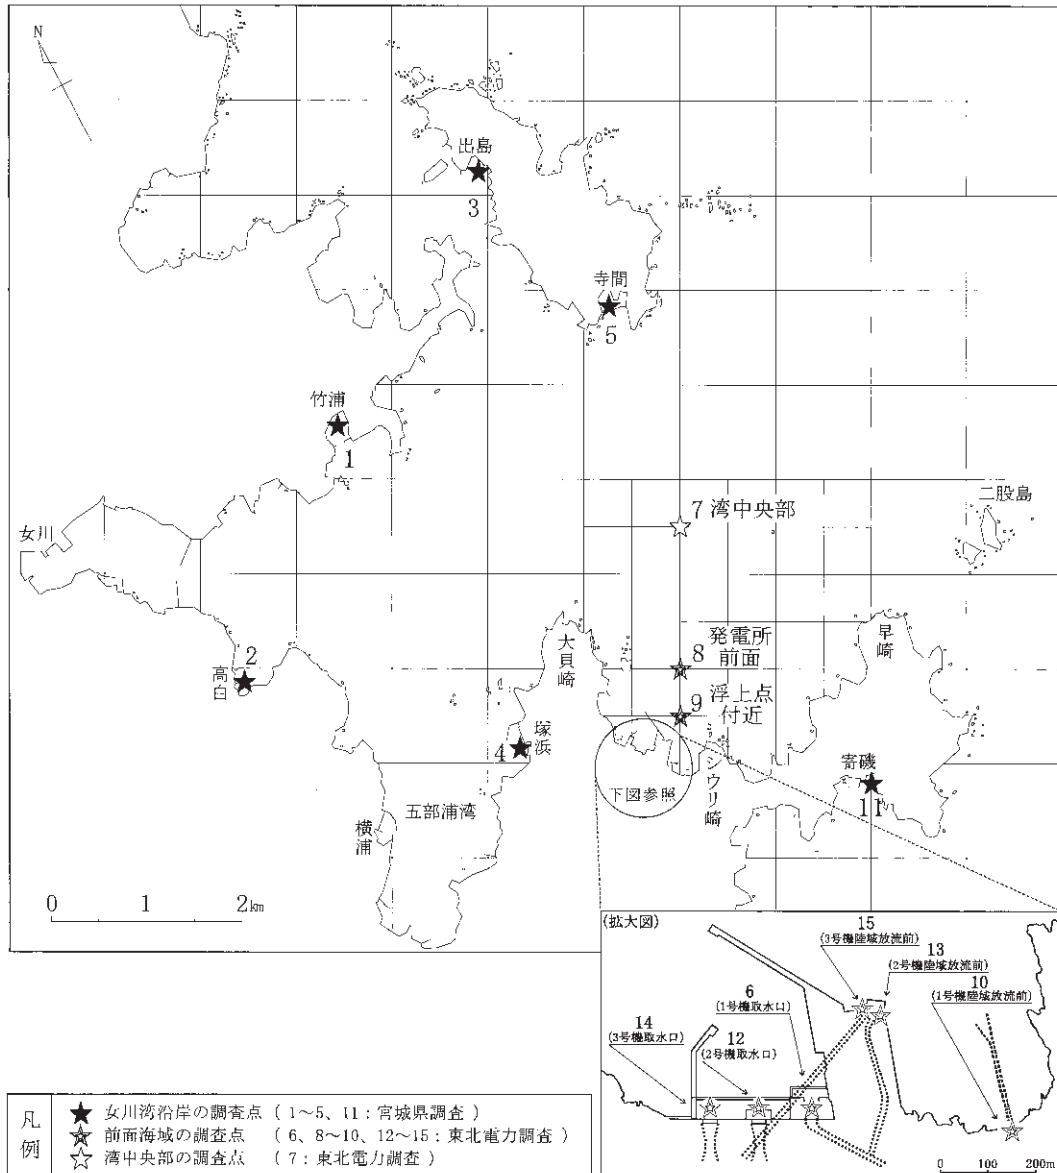 N
出島
3
寺間
5
竹浦
1
7 湾中央部
二股島
女川
大貝崎
8 発電所
前面
早崎
2
高白
9 浮上点
付近
塚浜
4
シウリ崎
寄磯
下図参照
11
五部浦湾
横浦
0 1 2km
(拡大図)
15
(3号機陸域放流前)
13
(2号機陸域放流前)
10
(1号機陸域放流前)
6
(1号機取水口)
14
(3号機取水口)
12
(2号機取水口)
0 100 200m
凡例
★ 女川湾沿岸の調査点 ( 1~5、11:宮城県調査 )
前面海域の調査点 ( 6、8~10、12~15:東北電力調査 )
☆ 湾中央部の調査点 ( 7:東北電力調査 )